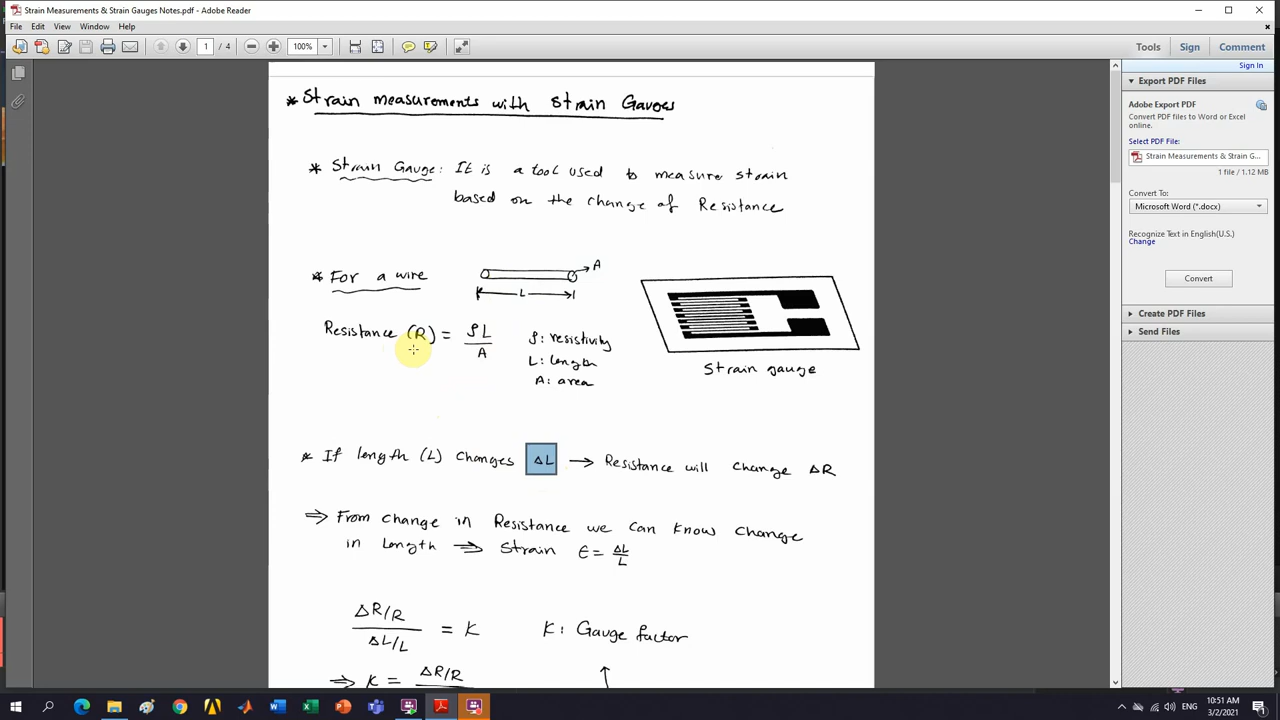 Strain Measurements & Strain Gauges Notes.pdf - Adobe Reader
File Edit View Window Help
1 / 4 100% Tools Sign Comment
Sign In
Export PDF Files
Adobe Export PDF
Convert PDF files to Word or Excel
online.
Select PDF File:
Strain Measurements & Strain G...
1 file / 1.12 MB
Convert To:
Microsoft Word (*.docx)
Recognize Text in English(U.S.)
Change
Convert
Create PDF Files
Send Files
* Strain measurements with Strain Gauges
* Strain Gauge: It is a tool used to measure strain
based on the change of Resistance
* For a wire
A
L
Resistance (R) = ρL/A
ρ: resistivity
L: length
A: area
Strain gauge
* If length (L) changes ΔL → Resistance will change ΔR
⇒ From change in Resistance we can know change
in length ⇒ Strain ε = ΔL/L
(ΔR/R)/(ΔL/L) = K K: Gauge factor
⇒ K = ΔR/R
10:51 AM
3/2/2021